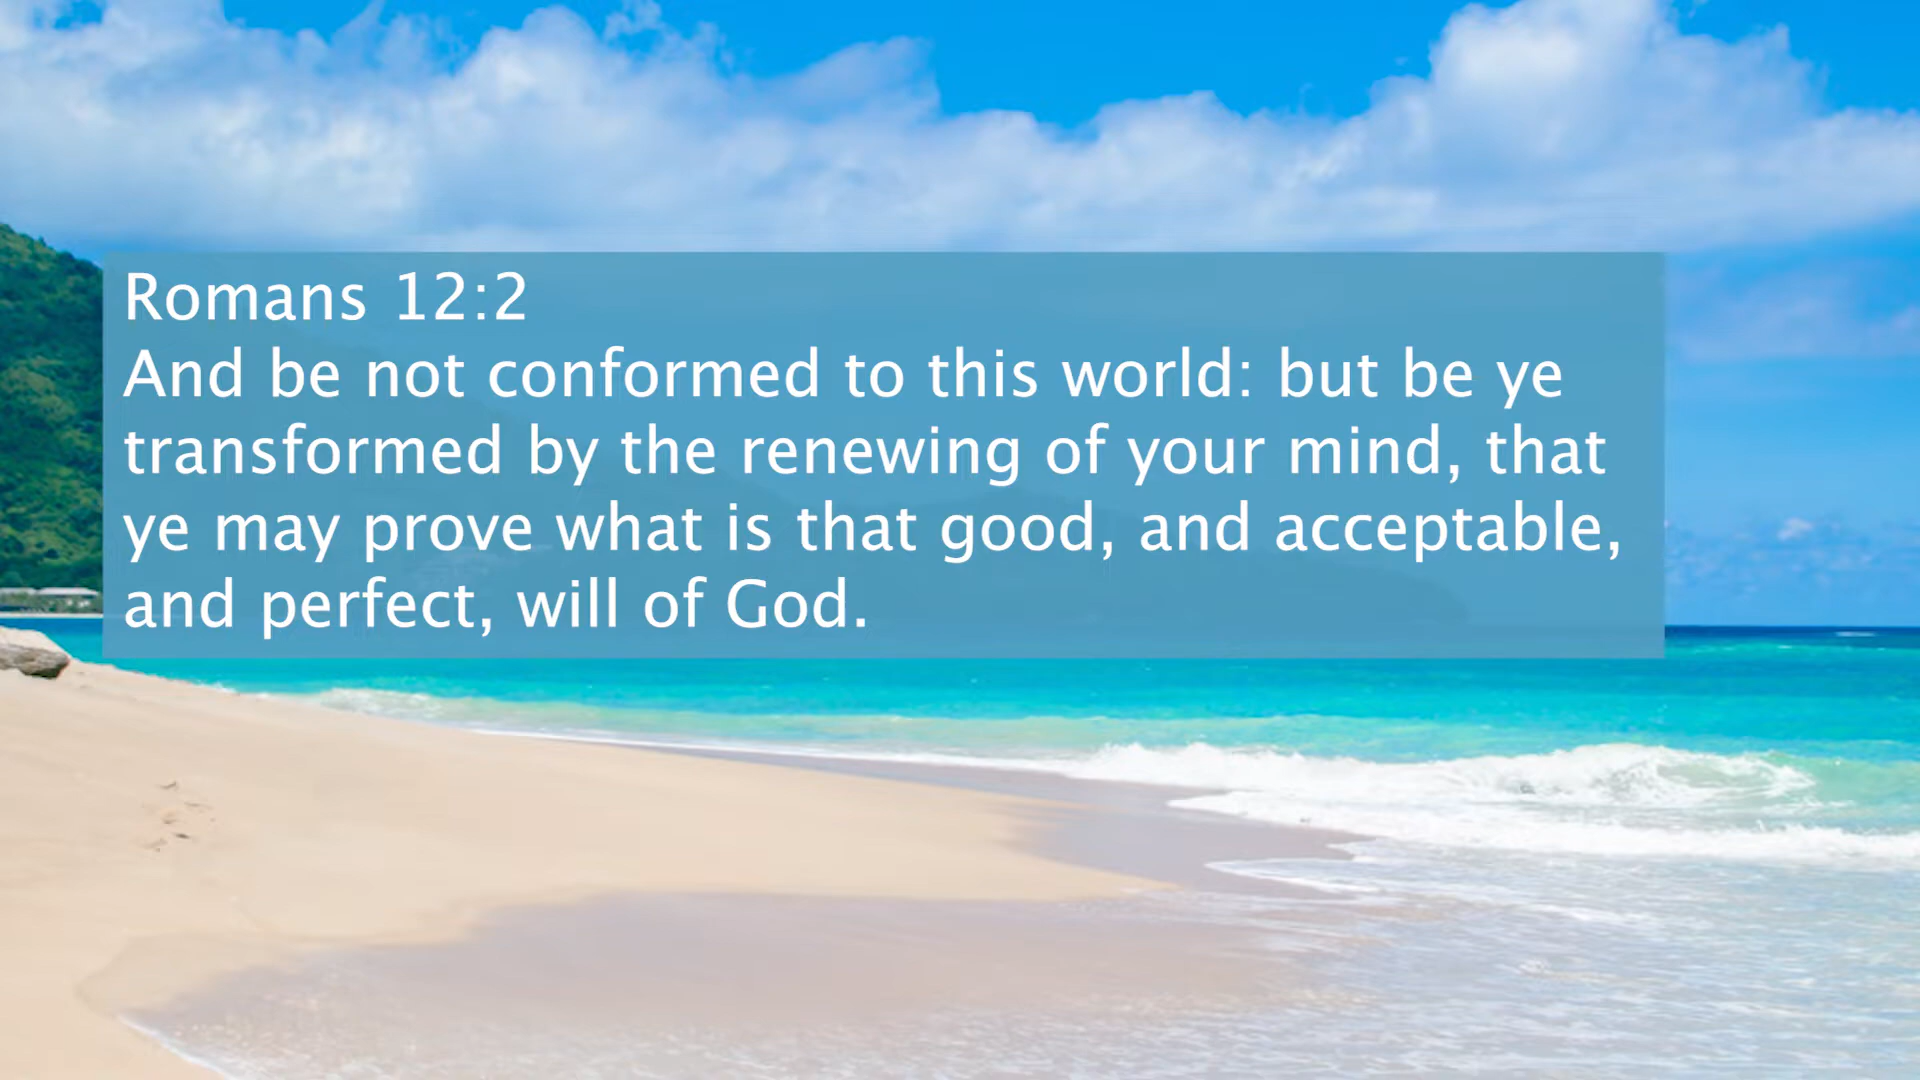 Romans 12:2
And be not conformed to this world: but be ye
transformed by the renewing of your mind, that
ye may prove what is that good, and acceptable,
and perfect, will of God.